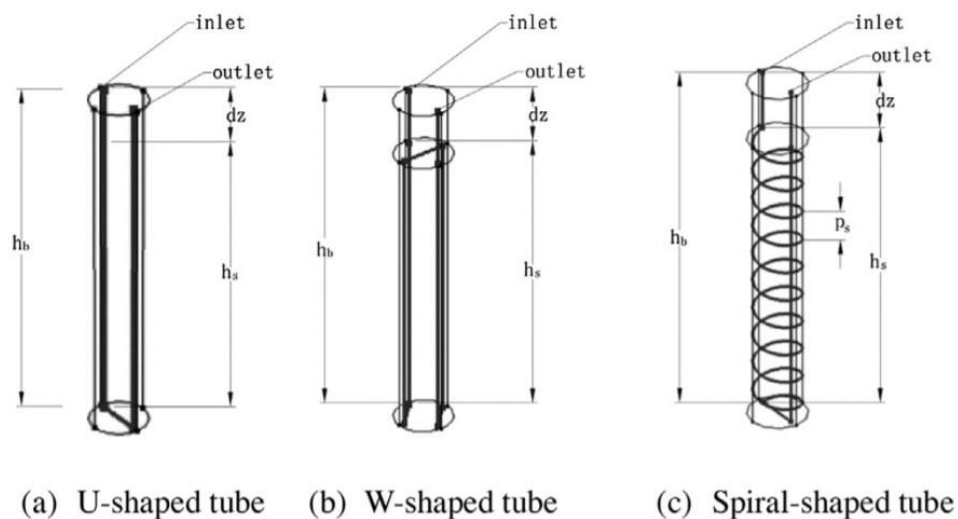 inlet
outlet
dz
h_b
h_s
(a) U-shaped tube
inlet
outlet
dz
h_b
h_s
(b) W-shaped tube
inlet
outlet
dz
p_s
h_b
h_s
(c) Spiral-shaped tube